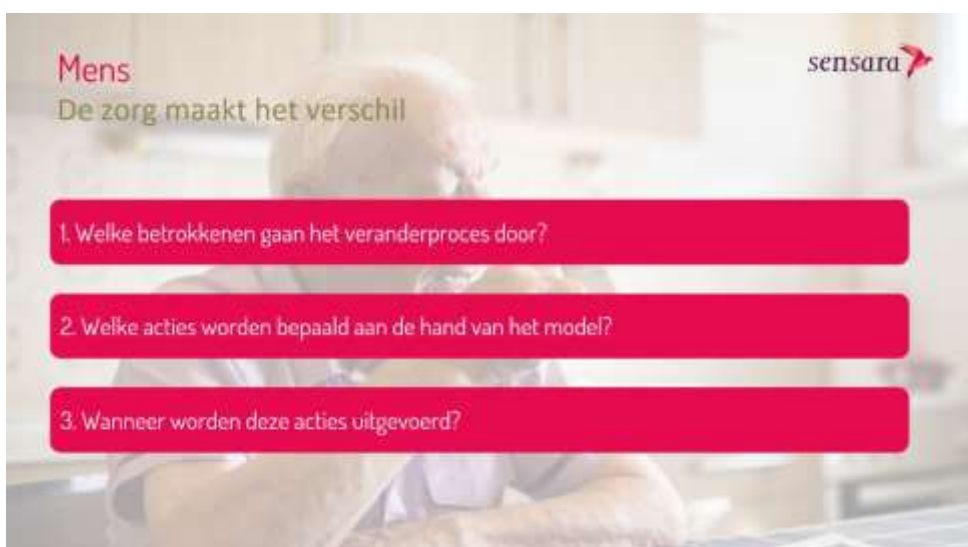 Mens
De zorg maakt het verschil
sensara
1. Welke betrokkenen gaan het veranderproces door?
2. Welke acties worden bepaald aan de hand van het model?
3. Wanneer worden deze acties uitgevoerd?